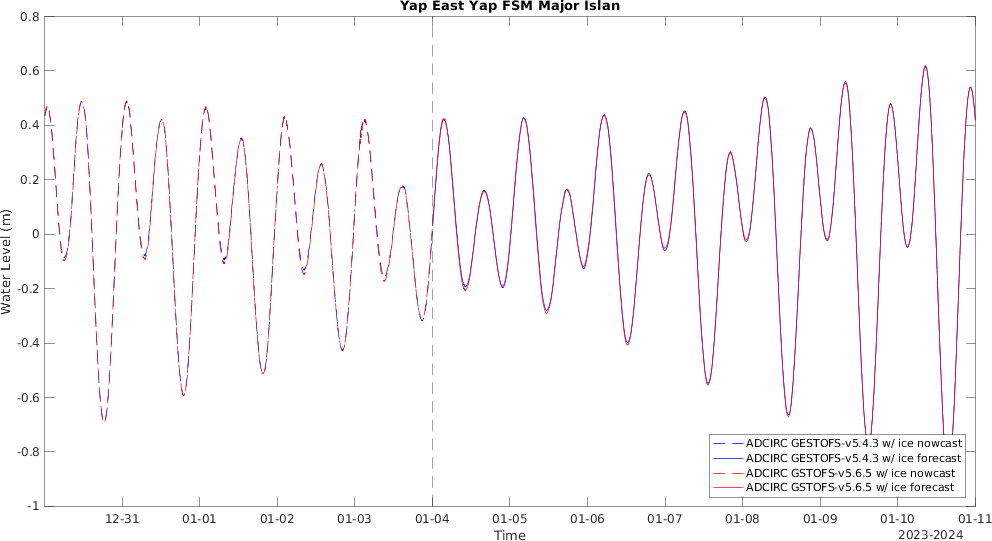 Yap East Yap FSM Major Islan
Water Level (m)
0.8
0.6
0.4
0.2
0
-0.2
-0.4
-0.6
-0.8
-1
12-31 01-01 01-02 01-03 01-04 01-05 01-06 01-07 01-08 01-09 01-10 01-11
Time
2023-2024
ADCIRC GESTOFS-v5.4.3 w/ ice nowcast
ADCIRC GESTOFS-v5.4.3 w/ ice forecast
ADCIRC GSTOFS-v5.6.5 w/ ice nowcast
ADCIRC GSTOFS-v5.6.5 w/ ice forecast